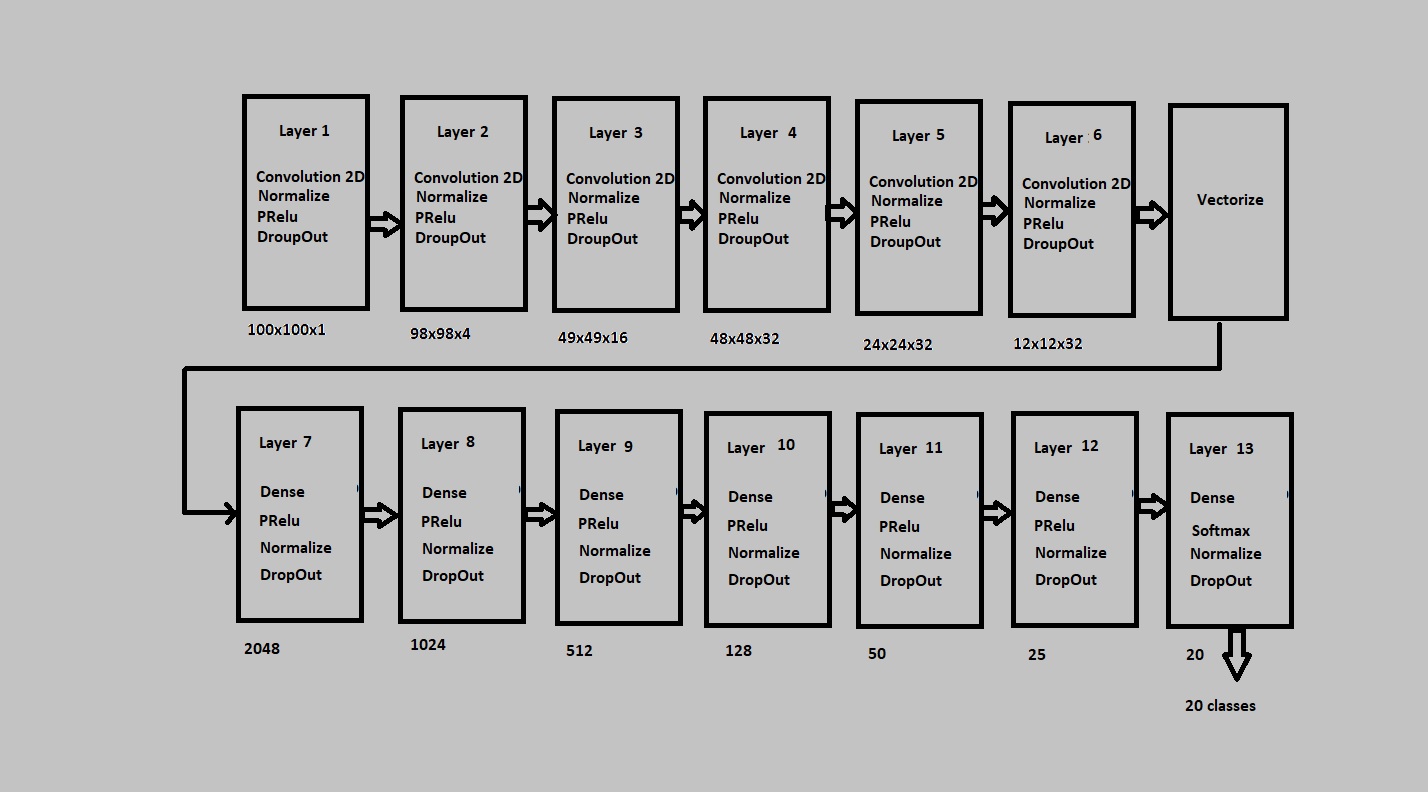 Layer 1
Convolution 2D
Normalize
PRelu
DroupOut
100x100x1
Layer 2
Convolution 2D
Normalize
PRelu
DroupOut
98x98x4
Layer 3
Convolution 2D
Normalize
PRelu
DroupOut
49x49x16
Layer 4
Convolution 2D
Normalize
PRelu
DroupOut
48x48x32
Layer 5
Convolution 2D
Normalize
PRelu
DroupOut
24x24x32
Layer 6
Convolution 2D
Normalize
PRelu
DroupOut
12x12x32
Vectorize
Layer 7
Dense
PRelu
Normalize
DropOut
2048
Layer 8
Dense
PRelu
Normalize
DropOut
1024
Layer 9
Dense
PRelu
Normalize
DropOut
512
Layer 10
Dense
PRelu
Normalize
DropOut
128
Layer 11
Dense
PRelu
Normalize
DropOut
50
Layer 12
Dense
PRelu
Normalize
DropOut
25
Layer 13
Dense
Softmax
Normalize
DropOut
20
20 classes